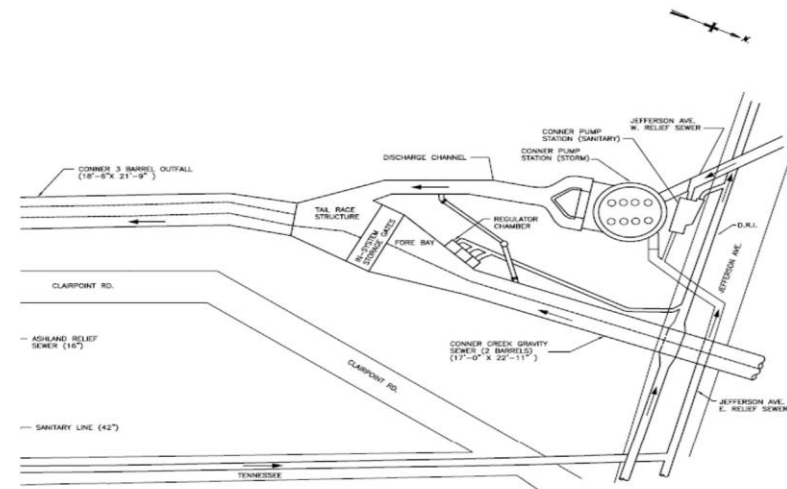 N.
JEFFERSON AVE.
W. RELIEF SEWER
CONNER PUMP
STATION (SANITARY)
CONNER PUMP
STATION (STORM)
DISCHARGE CHANNEL
CONNER 3 BARREL OUTFALL
(18'-6"X 21'-9" )
TAIL RACE
STRUCTURE
REGULATOR
CHAMBER
IN-SYSTEM
STORAGE GATES
FORE BAY
D.R.I.
JEFFERSON AVE.
CLAIRPOINT RD.
ASHLAND RELIEF
SEWER (16")
CONNER CREEK GRAVITY
SEWER (2 BARRELS)
(17'-0" X 22'-11" )
CLAIRPOINT RD.
JEFFERSON AVE.
E. RELIEF SEWER
SANITARY LINE (42")
TENNESSEE